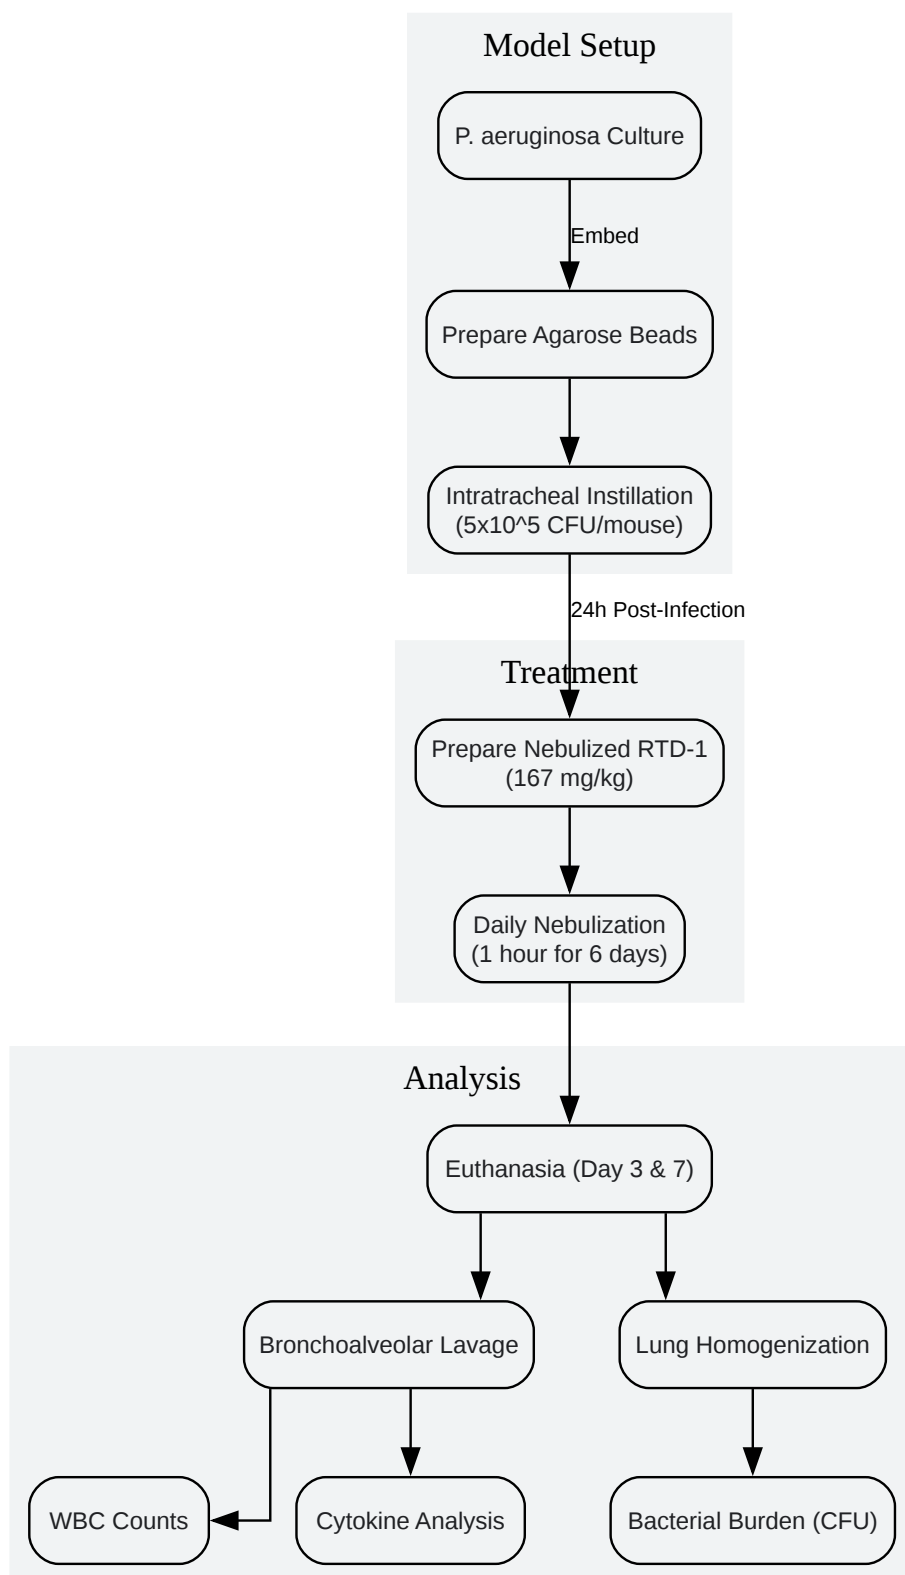 Model Setup
P. aeruginosa Culture
Embed
Prepare Agarose Beads
Intratracheal Instillation
(5x10^5 CFU/mouse)
24h Post-Infection
Treatment
Prepare Nebulized RTD-1
(167 mg/kg)
Daily Nebulization
(1 hour for 6 days)
Analysis
Euthanasia (Day 3 & 7)
Bronchoalveolar Lavage
Lung Homogenization
WBC Counts
Cytokine Analysis
Bacterial Burden (CFU)